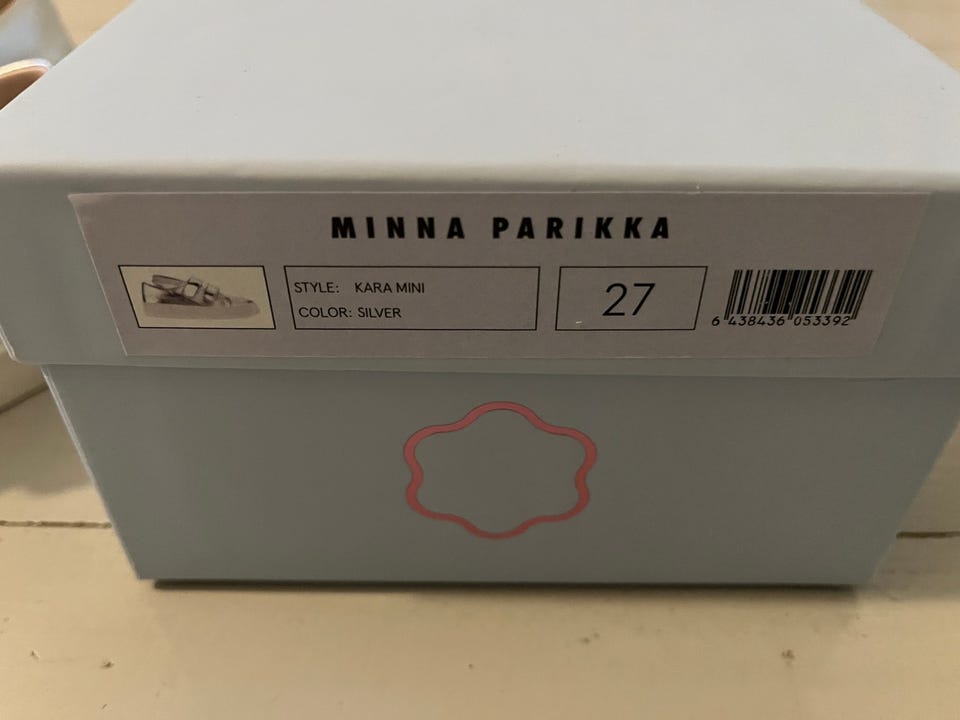 MINNA PARIKKA
STYLE: KARA MINI
COLOR: SILVER
27
6 438436 053392